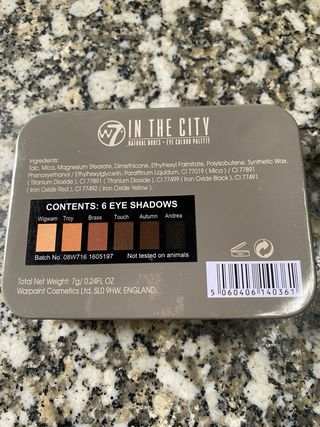 W7 IN THE CITY
NATURAL NUDES • EYE COLOUR PALETTE
Ingredients:
Talc, Mica, Magnesium Stearate, Dimethicone, Ethylhexyl Palmitate, Polyisobutene, Synthetic Wax,
Phenoxyethanol / Ethylhexylglycerin, Paraffinum Liquidum, CI 77019 ( Mica ) / CI 77891
( Titanium Dioxide ), CI 77891 ( Titanium Dioxide ), CI 77499 ( Iron Oxide Black ), CI 77491
( Iron Oxide Red ), CI 77492 ( Iron Oxide Yellow ).
CONTENTS: 6 EYE SHADOWS
Wigwam Troy Brass Touch Autumn Andrea
Batch No. 08W716 1605197 Not tested on animals
Total Net Weight: 7g/ 0.24FL OZ
Warpaint Cosmetics Ltd, SL0 9HW, ENGLAND.
5 060406 140361